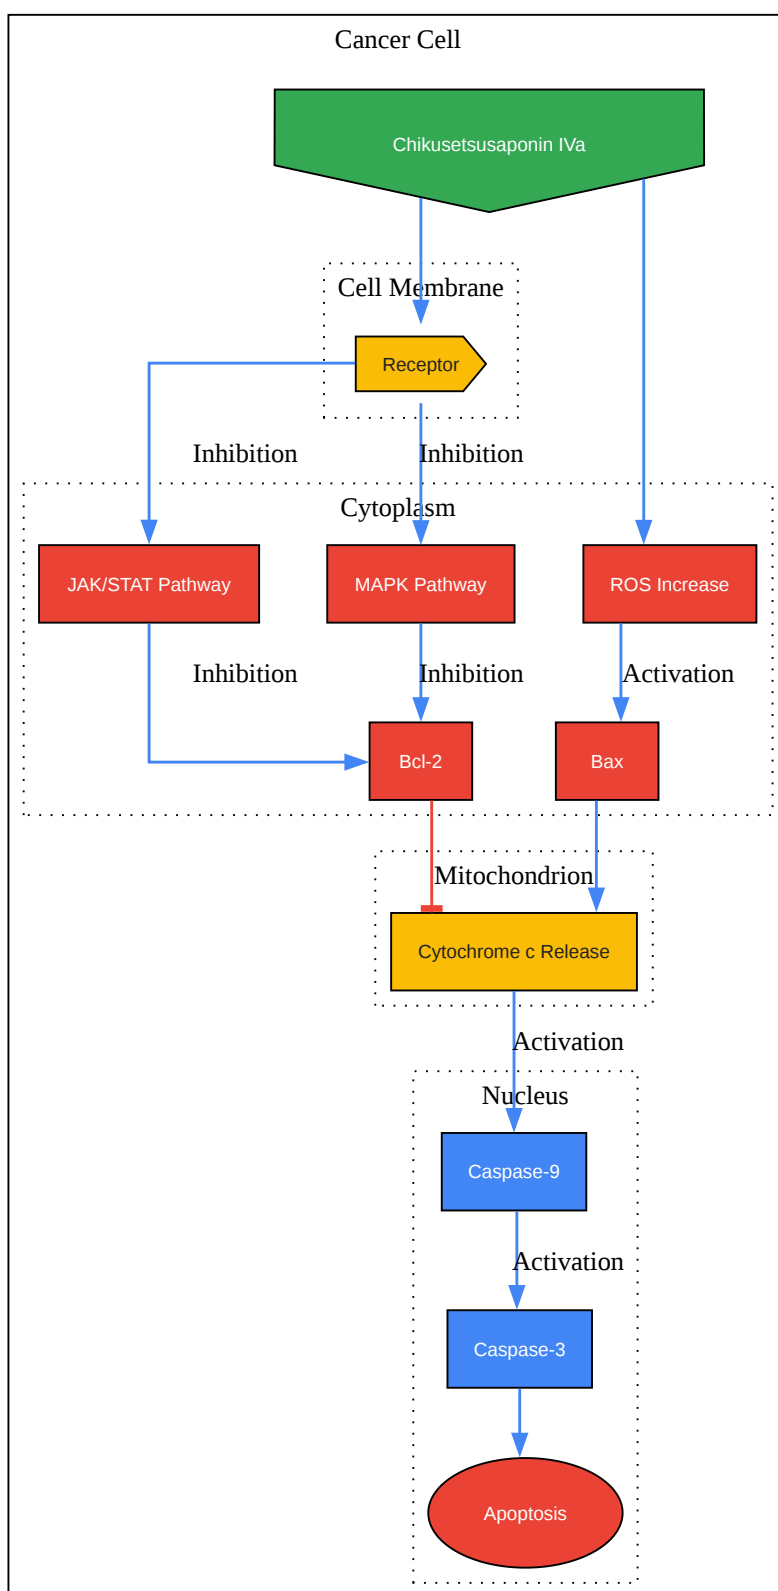 Cancer Cell
Chikusetsusaponin IVa
Cell Membrane
Receptor
Inhibition
Inhibition
Cytoplasm
JAK/STAT Pathway
MAPK Pathway
ROS Increase
Inhibition
Inhibition
Activation
Bcl-2
Bax
Mitochondrion
Cytochrome c Release
Activation
Nucleus
Caspase-9
Activation
Caspase-3
Apoptosis